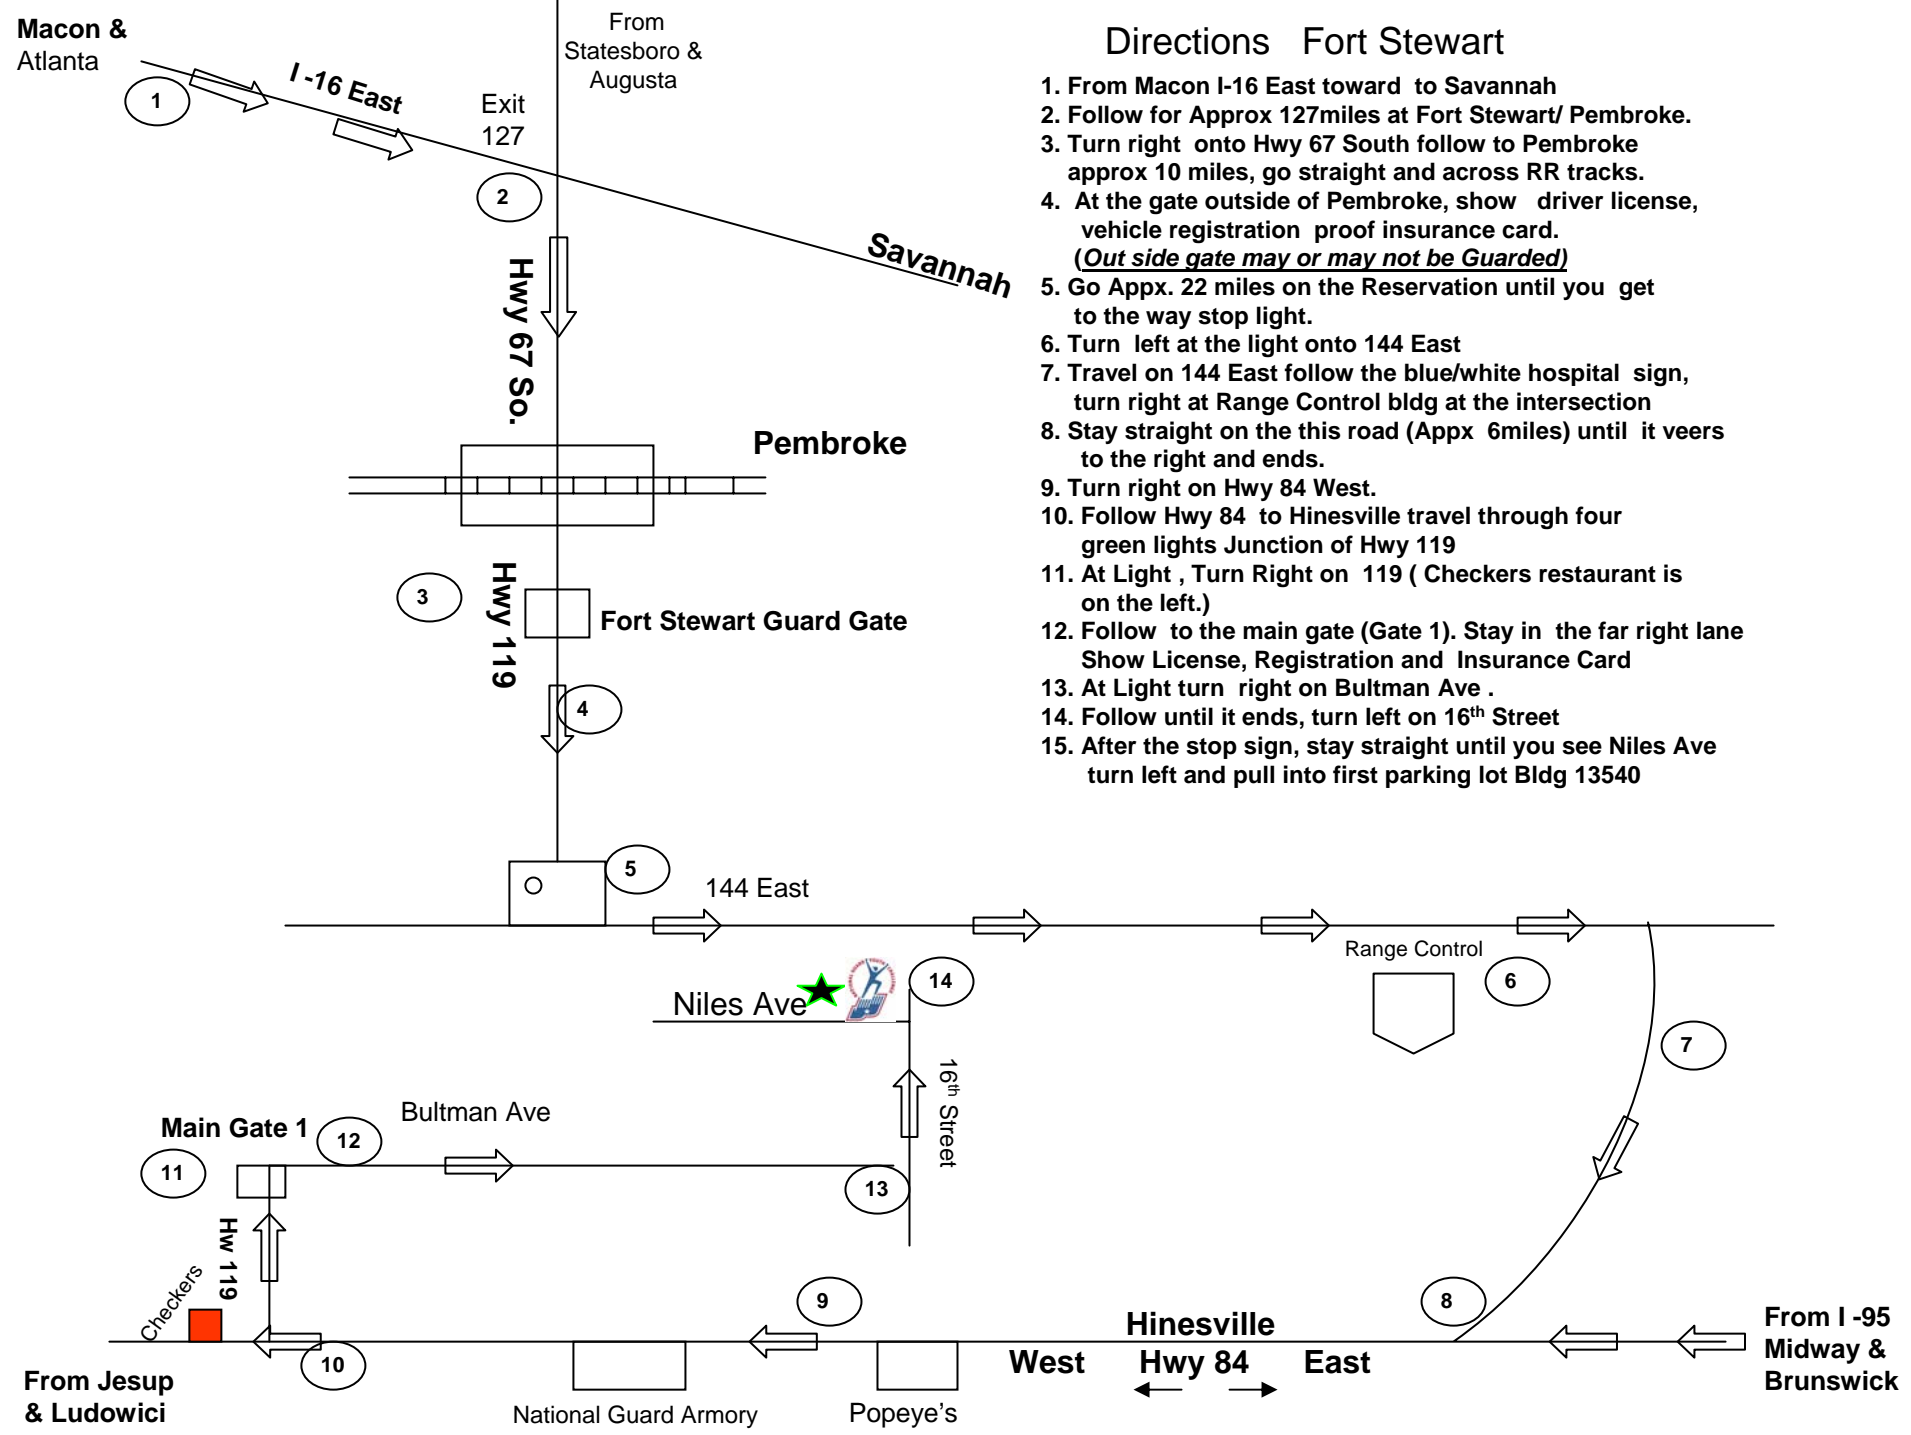 Macon &
Atlanta
1
I -16 East
Exit
127
From
Statesboro &
Augusta
2
Savannah
Hwy 67 So.
Pembroke
3
Hwy 119
Fort Stewart Guard Gate
4
5
144 East
Directions   Fort Stewart
1. From Macon I-16 East toward  to Savannah
2. Follow for Approx 127miles at Fort Stewart/ Pembroke.
3. Turn right  onto Hwy 67 South follow to Pembroke
approx 10 miles, go straight and across RR tracks.
4.  At the gate outside of Pembroke, show   driver license,
vehicle registration  proof insurance card.
(Out side gate may or may not be Guarded)
5. Go Appx. 22 miles on the Reservation until you  get
to the way stop light.
6. Turn  left at the light onto 144 East
7. Travel on 144 East follow the blue/white hospital  sign,
turn right at Range Control bldg at the intersection
8. Stay straight on the this road (Appx  6miles) until  it veers
to the right and ends.
9. Turn right on Hwy 84 West.
10. Follow Hwy 84  to Hinesville travel through four
green lights Junction of Hwy 119
11. At Light , Turn Right on  119 ( Checkers restaurant is
on the left.)
12. Follow  to the main gate (Gate 1). Stay in  the far right lane
Show License, Registration and  Insurance Card
13. At Light turn  right on Bultman Ave .
14. Follow until it ends, turn left on 16th Street
15. After the stop sign, stay straight until you see Niles Ave
turn left and pull into first parking lot Bldg 13540
Range Control
6
7
Niles Ave
14
16th Street
Main Gate 1
12
Bultman Ave
11
13
Hw 119
Checkers
10
9
8
Hinesville
West
Hwy 84
East
From I -95
Midway &
Brunswick
From Jesup
& Ludowici
National Guard Armory
Popeye's